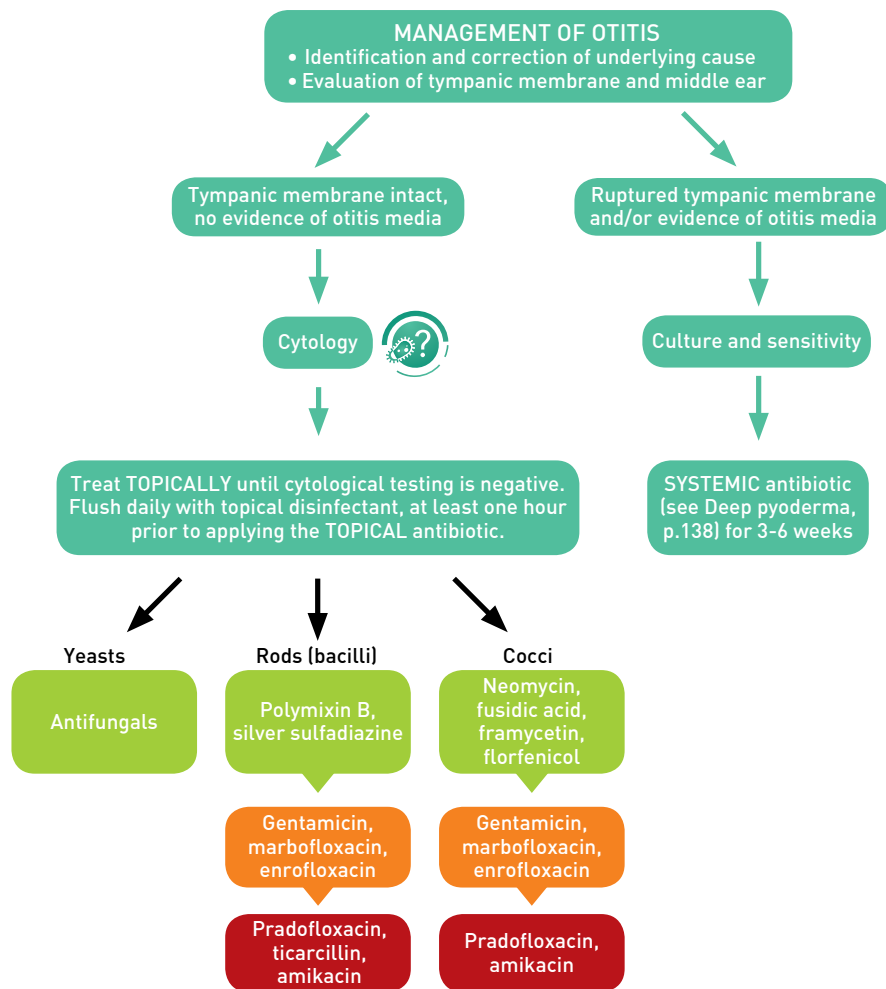 MANAGEMENT OF OTITIS
• Identification and correction of underlying cause
• Evaluation of tympanic membrane and middle ear
Tympanic membrane intact,
no evidence of otitis media
Ruptured tympanic membrane
and/or evidence of otitis media
Cytology
?
Culture and sensitivity
Treat TOPICALLY until cytological testing is negative.
Flush daily with topical disinfectant, at least one hour
prior to applying the TOPICAL antibiotic.
SYSTEMIC antibiotic
(see Deep pyoderma,
p.138) for 3-6 weeks
Yeasts
Antifungals
Rods (bacilli)
Polymixin B,
silver sulfadiazine
Gentamicin,
marbofloxacin,
enrofloxacin
Pradofloxacin,
ticarcillin,
amikacin
Cocci
Neomycin,
fusidic acid,
framycetin,
florfenicol
Gentamicin,
marbofloxacin,
enrofloxacin
Pradofloxacin,
amikacin